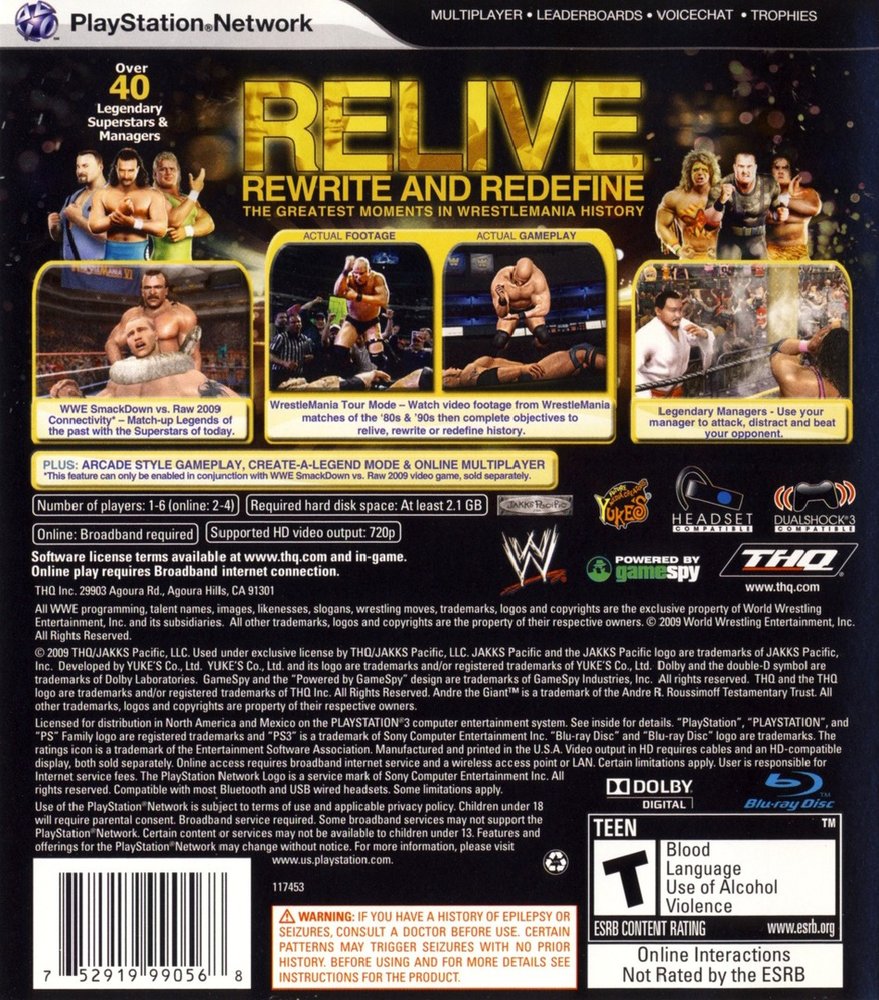 PlayStation®Network
MULTIPLAYER • LEADERBOARDS • VOICECHAT • TROPHIES
Over
40
Legendary
Superstars &
Managers
RELIVE
REWRITE AND REDEFINE
THE GREATEST MOMENTS IN WRESTLEMANIA HISTORY
ACTUAL FOOTAGE
ACTUAL GAMEPLAY
WWE SmackDown vs. Raw 2009
Connectivity* – Match-up Legends of
the past with the Superstars of today.
WrestleMania Tour Mode – Watch video footage from WrestleMania
matches of the '80s & '90s then complete objectives to
relive, rewrite or redefine history.
Legendary Managers - Use your
manager to attack, distract and beat
your opponent.
PLUS: ARCADE STYLE GAMEPLAY, CREATE-A-LEGEND MODE & ONLINE MULTIPLAYER
*This feature can only be enabled in conjunction with WWE SmackDown vs. Raw 2009 video game, sold separately.
Number of players: 1-6 (online: 2-4)
Required hard disk space: At least 2.1 GB
Online: Broadband required
Supported HD video output: 720p
JAKKS Pacific
YUKE'S
HEADSET
COMPATIBLE
DUALSHOCK®3
COMPATIBLE
Software license terms available at www.thq.com and in-game.
Online play requires Broadband internet connection.
W
POWERED BY
gamespy
THQ
www.thq.com
THQ Inc. 29903 Agoura Rd., Agoura Hills, CA 91301
All WWE programming, talent names, images, likenesses, slogans, wrestling moves, trademarks, logos and copyrights are the exclusive property of World Wrestling
Entertainment, Inc. and its subsidiaries. All other trademarks, logos and copyrights are the property of their respective owners. © 2009 World Wrestling Entertainment, Inc.
All Rights Reserved.
© 2009 THQ/JAKKS Pacific, LLC. Used under exclusive license by THQ/JAKKS Pacific, LLC. JAKKS Pacific and the JAKKS Pacific logo are trademarks of JAKKS Pacific,
Inc. Developed by YUKE'S Co., Ltd. YUKE'S Co., Ltd. and its logo are trademarks and/or registered trademarks of YUKE'S Co., Ltd. Dolby and the double-D symbol are
trademarks of Dolby Laboratories. GameSpy and the "Powered by GameSpy" design are trademarks of GameSpy Industries, Inc. All rights reserved. THQ and the THQ
logo are trademarks and/or registered trademarks of THQ Inc. All Rights Reserved. Andre the Giant™ is a trademark of the Andre R. Roussimoff Testamentary Trust. All
other trademarks, logos and copyrights are property of their respective owners.
Licensed for distribution in North America and Mexico on the PLAYSTATION®3 computer entertainment system. See inside for details. "PlayStation", "PLAYSTATION", and
"PS" Family logo are registered trademarks and "PS3" is a trademark of Sony Computer Entertainment Inc. "Blu-ray Disc" and "Blu-ray Disc" logo are trademarks. The
ratings icon is a trademark of the Entertainment Software Association. Manufactured and printed in the U.S.A. Video output in HD requires cables and an HD-compatible
display, both sold separately. Online access requires broadband internet service and a wireless access point or LAN. Certain limitations apply. User is responsible for
Internet service fees. The PlayStation Network Logo is a service mark of Sony Computer Entertainment Inc. All
rights reserved. Compatible with most Bluetooth and USB wired headsets. Some limitations apply.
Use of the PlayStation®Network is subject to terms of use and applicable privacy policy. Children under 18
will require parental consent. Broadband service required. Some broadband services may not support the
PlayStation®Network. Certain content or services may not be available to children under 13. Features and
offerings for the PlayStation®Network may change without notice. For more information, please visit
www.us.playstation.com.
DOLBY
DIGITAL
Blu-ray Disc™
117453
7 52919 99056 8
⚠ WARNING: IF YOU HAVE A HISTORY OF EPILEPSY OR
SEIZURES, CONSULT A DOCTOR BEFORE USE. CERTAIN
PATTERNS MAY TRIGGER SEIZURES WITH NO PRIOR
HISTORY. BEFORE USING AND FOR MORE DETAILS SEE
INSTRUCTIONS FOR THE PRODUCT.
TEEN ™
T
Blood
Language
Use of Alcohol
Violence
ESRB CONTENT RATING www.esrb.org
Online Interactions
Not Rated by the ESRB